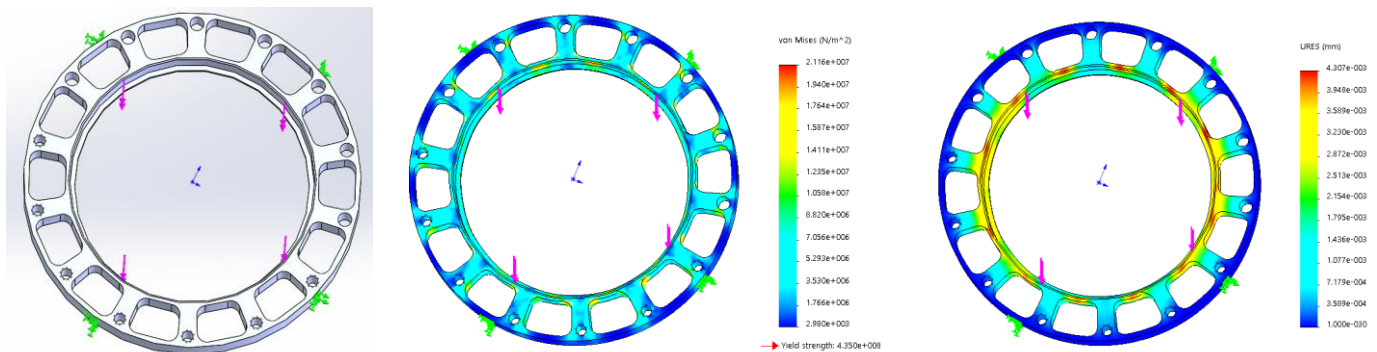 von Mises (N/m^2)
2.116e+007
1.940e+007
1.764e+007
1.587e+007
1.411e+007
1.235e+007
1.058e+007
8.820e+006
7.056e+006
5.293e+006
3.530e+006
1.766e+006
2.980e+003
Yield strength: 4.350e+008
URES (mm)
4.307e-003
3.948e-003
3.589e-003
3.230e-003
2.872e-003
2.513e-003
2.154e-003
1.795e-003
1.436e-003
1.077e-003
7.179e-004
3.589e-004
1.000e-030